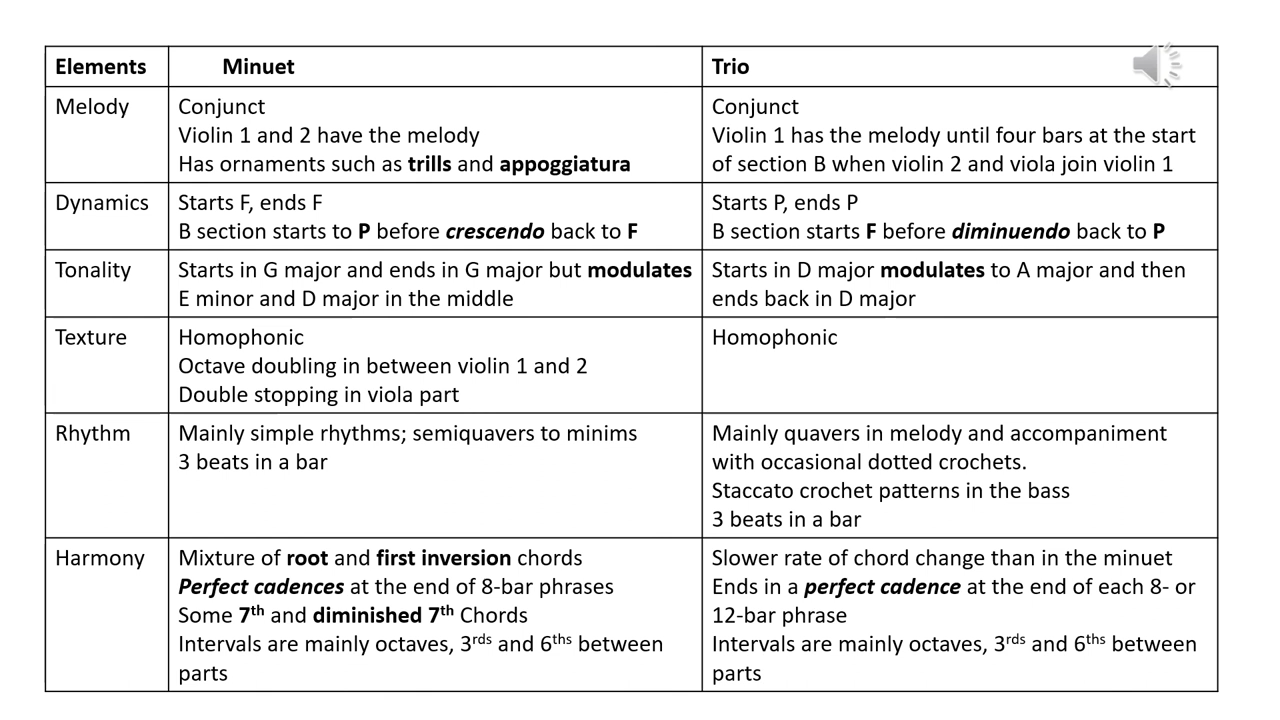 Elements Minuet Trio
Melody Conjunct Conjunct
Violin 1 and 2 have the melody Violin 1 has the melody until four bars at the start
Has ornaments such as trills and appoggiatura of section B when violin 2 and viola join violin 1
Dynamics Starts F, ends F Starts P, ends P
B section starts to P before crescendo back to F B section starts F before diminuendo back to P
Tonality Starts in G major and ends in G major but modulates Starts in D major modulates to A major and then
E minor and D major in the middle ends back in D major
Texture Homophonic Homophonic
Octave doubling in between violin 1 and 2
Double stopping in viola part
Rhythm Mainly simple rhythms; semiquavers to minims Mainly quavers in melody and accompaniment
3 beats in a bar with occasional dotted crochets.
Staccato crochet patterns in the bass
3 beats in a bar
Harmony Mixture of root and first inversion chords Slower rate of chord change than in the minuet
Perfect cadences at the end of 8-bar phrases Ends in a perfect cadence at the end of each 8- or
Some 7th and diminished 7th Chords 12-bar phrase
Intervals are mainly octaves, 3rds and 6ths between Intervals are mainly octaves, 3rds and 6ths between
parts parts